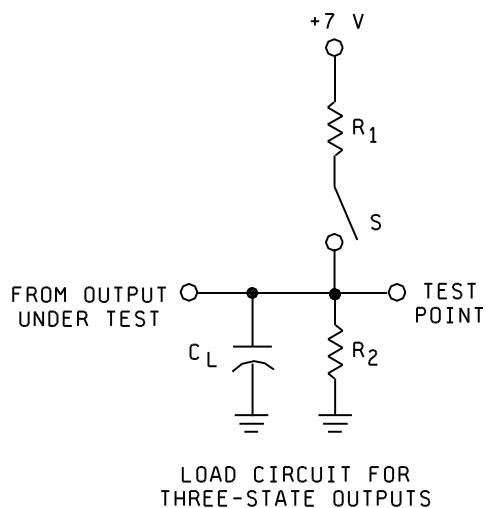 +7 V
R1
S
FROM OUTPUT
UNDER TEST
TEST
POINT
CL
R2
LOAD CIRCUIT FOR
THREE-STATE OUTPUTS